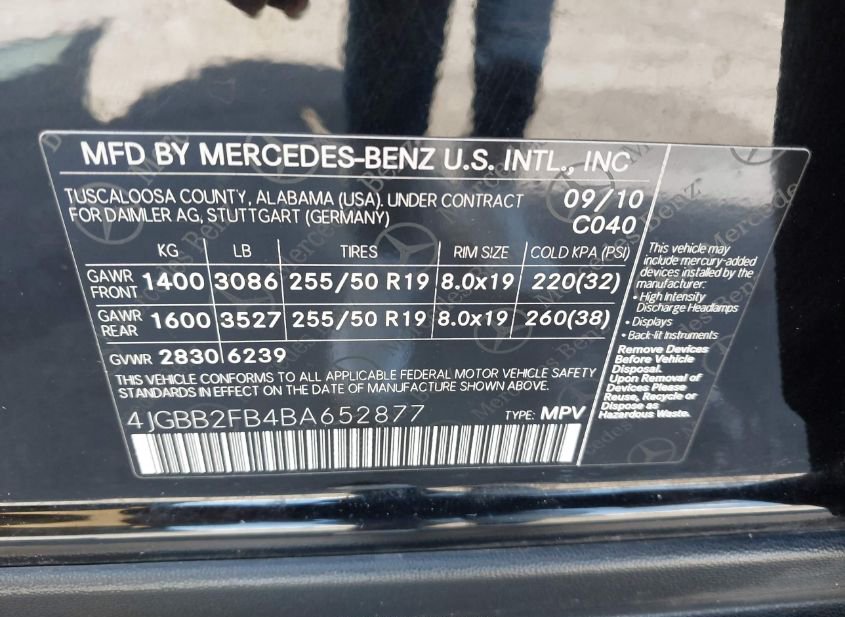 MFD BY MERCEDES-BENZ U.S. INTL., INC
TUSCALOOSA COUNTY, ALABAMA (USA). UNDER CONTRACT
FOR DAIMLER AG, STUTTGART (GERMANY)
09/10
C040
KG LB TIRES RIM SIZE COLD KPA (PSI)
GAWR FRONT 1400 3086 255/50 R19 8.0x19 220(32)
GAWR REAR 1600 3527 255/50 R19 8.0x19 260(38)
GVWR 2830 6239
THIS VEHICLE CONFORMS TO ALL APPLICABLE FEDERAL MOTOR VEHICLE SAFETY
STANDARDS IN EFFECT ON THE DATE OF MANUFACTURE SHOWN ABOVE.
4JGBB2FB4BA652877 TYPE: MPV
This vehicle may
include mercury-added
devices installed by the
manufacturer:
• High Intensity
Discharge Headlamps
• Displays
• Back-lit Instruments
Remove Devices
Before Vehicle
Disposal.
Upon Removal of
Devices Please
Reuse, Recycle or
Dispose as
Hazardous Waste.